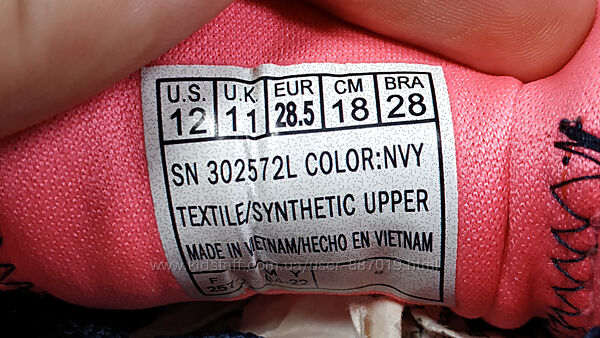 U.S. U.K EUR CM BRA
12 11 28.5 18 28
SN 302572L COLOR:NVY
TEXTILE/SYNTHETIC UPPER
MADE IN VIETNAM/HECHO EN VIETNAM
F M Y